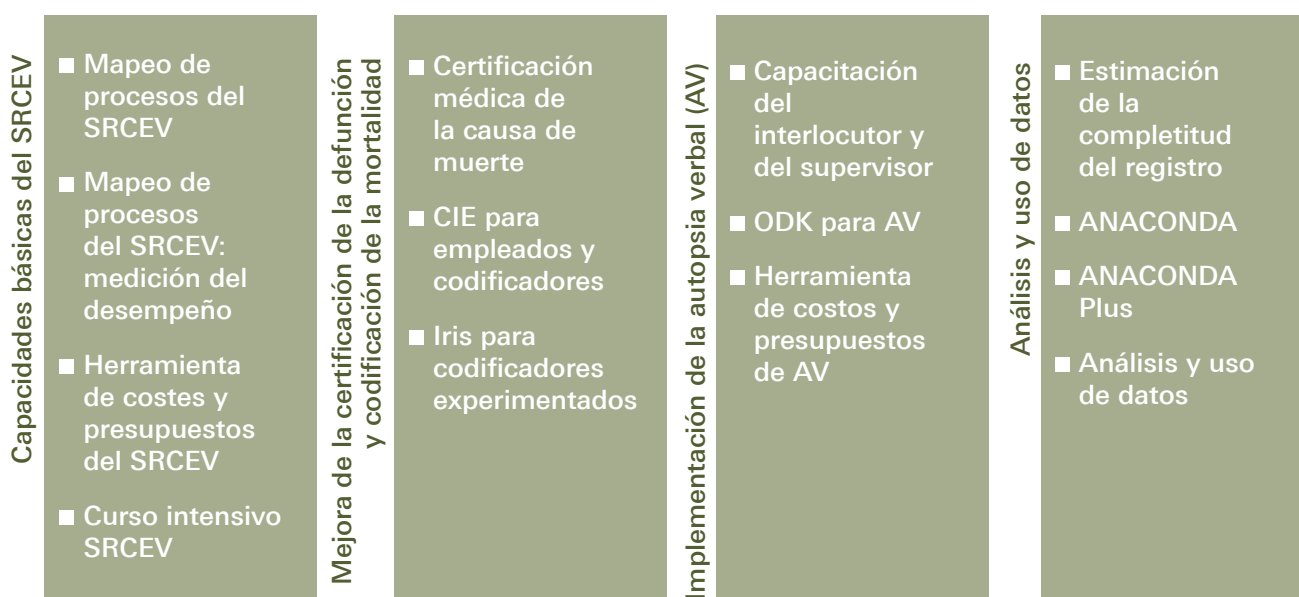 Capacidades básicas del SRCEV
Mapeo de
procesos del
SRCEV
Mapeo de
procesos
del SRCEV:
medición del
desempeño
Herramienta
de costes y
presupuestos
del SRCEV
Curso intensivo
SRCEV
Mejora de la certificación de la defunción
y codificación de la mortalidad
Certificación
médica de
la causa de
muerte
CIE para
empleados y
codificadores
Iris para
codificadores
experimentados
Implementación de la autopsia verbal (AV)
Capacitación
del
interlocutor y
del supervisor
ODK para AV
Herramienta
de costos y
presupuestos
de AV
Análisis y uso de datos
Estimación
de la
completitud
del registro
ANACONDA
ANACONDA
Plus
Análisis y uso
de datos